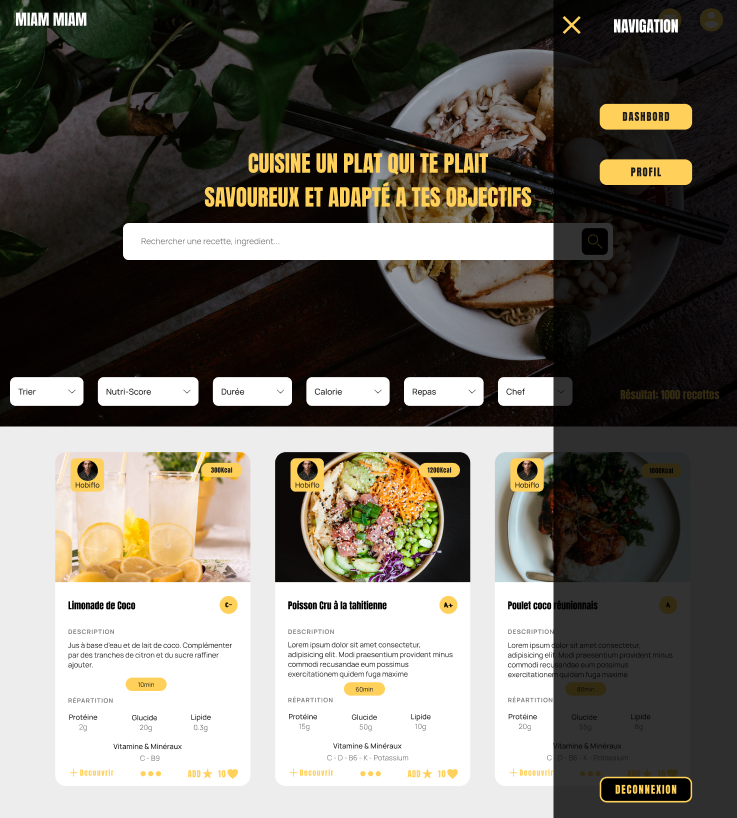 MIAM MIAM
NAVIGATION
DASHBORD
PROFIL
CUISINE UN PLAT QUI TE PLAIT
SAVOUREUX ET ADAPTÉ A TES OBJECTIFS
Rechercher une recette, ingredient...
Trier
Nutri-Score
Durée
Calorie
Repas
Chef
Résultat: 1000 recettes
Hobiflo
300Kcal
Limonade de Coco
C-
DESCRIPTION
Jus à base d'eau et de lait de coco. Complémenter
par des tranches de citron et du sucre raffiner
ajouter.
10min
RÉPARTITION
Protéine
Glucide
Lipide
2g
20g
0.3g
Vitamine & Minéraux
C - B9
Decouvrir
ADD
10
Hobiflo
1200Kcal
Poisson Cru à la tahitienne
A+
DESCRIPTION
Lorem ipsum dolor sit amet consectetur,
adipisicing elit. Modi praesentium provident minus
commodi recusandae eum possimus
exercitationem quidem fuga maxime
60min
RÉPARTITION
Protéine
Glucide
Lipide
15g
50g
10g
Vitamine & Minéraux
C - D - B6 - K - Potassium
Decouvrir
ADD
10
Hobiflo
Poulet coco réunionnais
A
DESCRIPTION
Lorem ipsum dolor sit amet consectetur,
adipisicing elit. Modi praesentium provident minus
commodi recusandae eum possimus
exercitationem quidem fuga maxime
RÉPARTITION
Protéine
Glucide
Lipide
20g
Vitamine & Minéraux
C - D - B6 - K - Potassium
Decouvrir
DECONNEXION